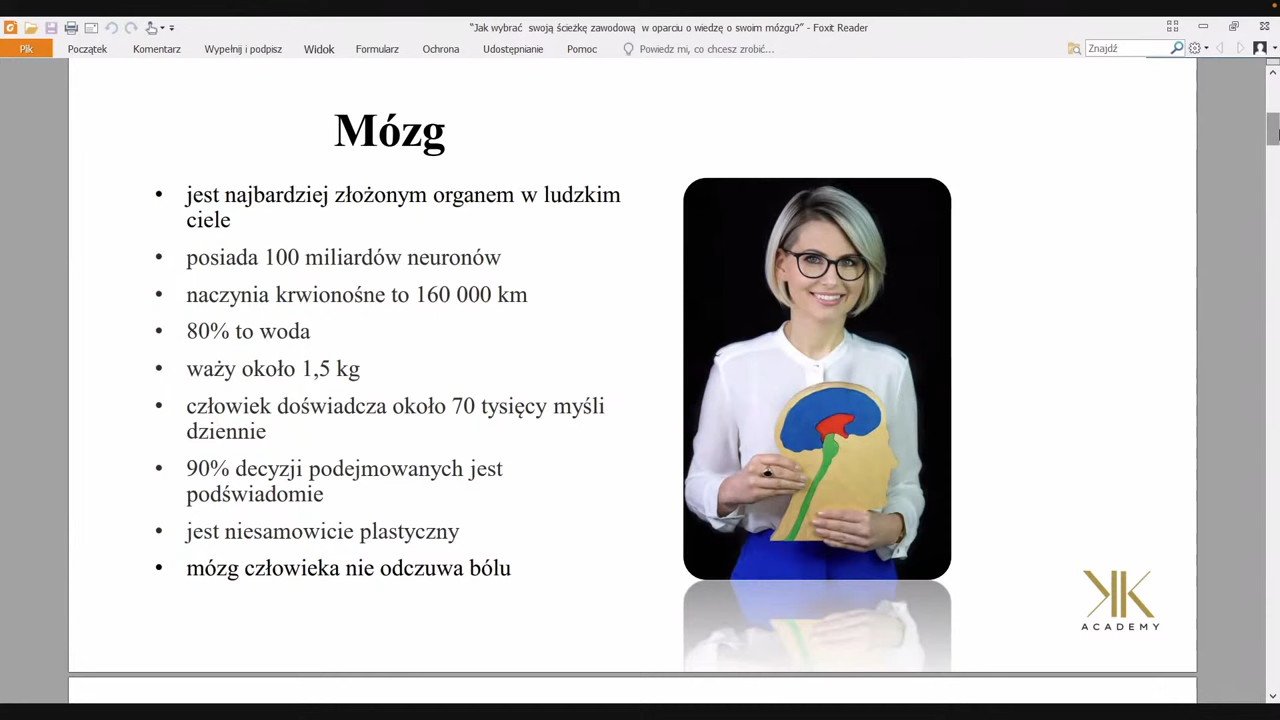 “Jak wybrać swoją ścieżkę zawodową w oparciu o wiedzę o swoim mózgu?” - Foxit Reader
Plik Początek Komentarz Wypełnij i podpisz Widok Formularz Ochrona Udostępnianie Pomoc Powiedz mi, co chcesz zrobić... Znajdź
Mózg
• jest najbardziej złożonym organem w ludzkim
ciele
• posiada 100 miliardów neuronów
• naczynia krwionośne to 160 000 km
• 80% to woda
• waży około 1,5 kg
• człowiek doświadcza około 70 tysięcy myśli
dziennie
• 90% decyzji podejmowanych jest
podświadomie
• jest niesamowicie plastyczny
• mózg człowieka nie odczuwa bólu
KK
ACADEMY